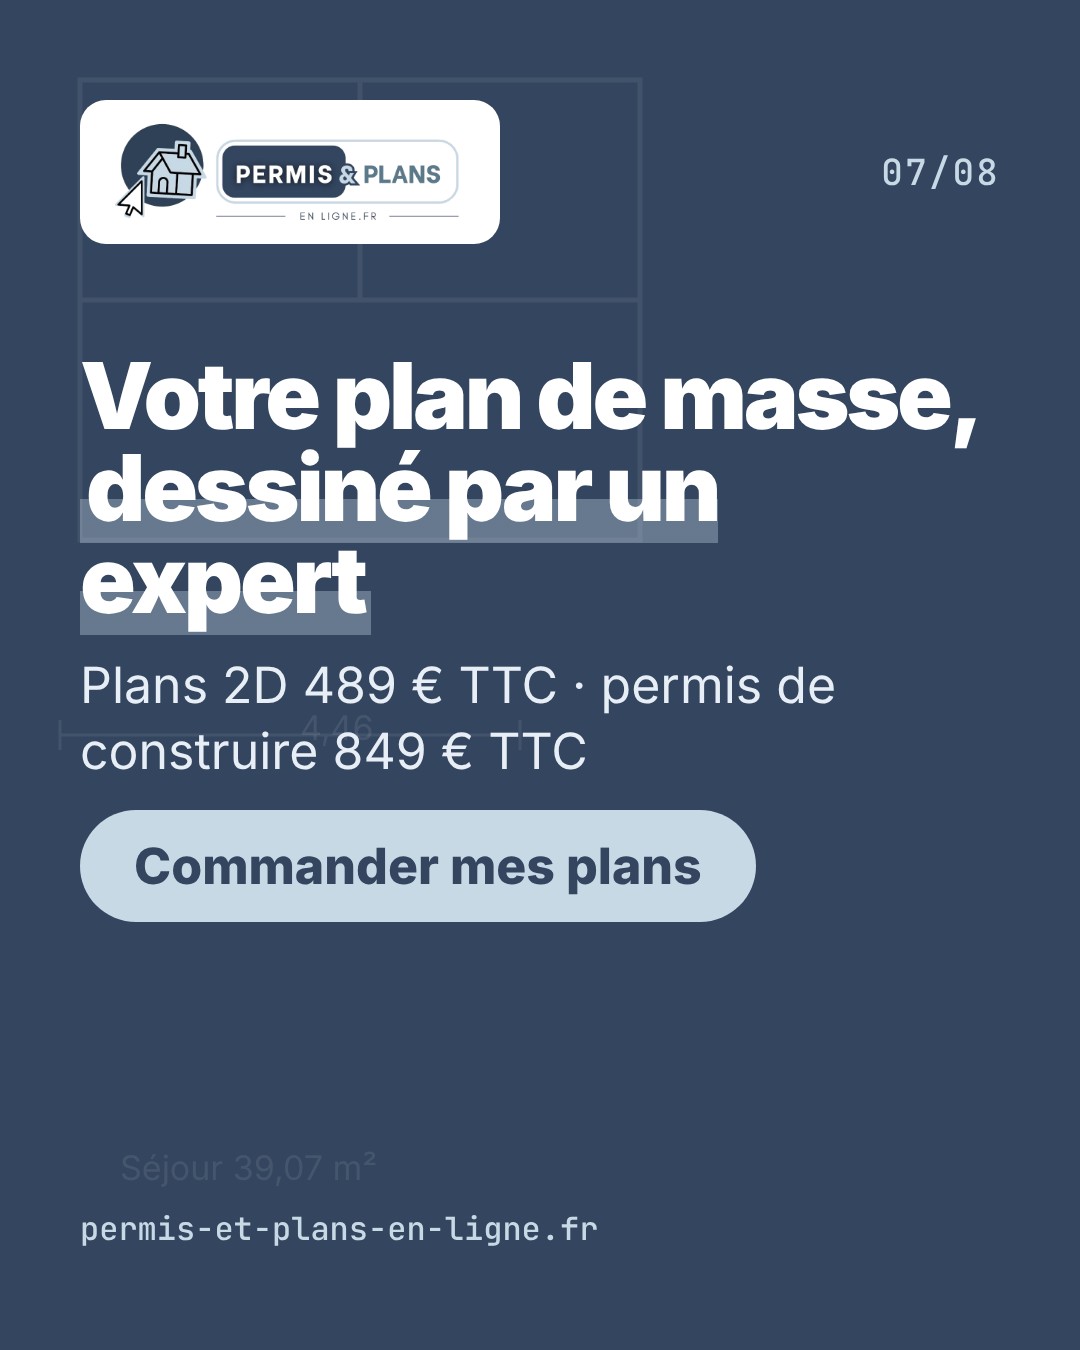 PERMIS & PLANS
EN LIGNE.FR
07/08
Votre plan de masse,
dessiné par un
expert
Plans 2D 489 € TTC · permis de
4,46
construire 849 € TTC
Commander mes plans
Séjour 39,07 m²
permis-et-plans-en-ligne.fr